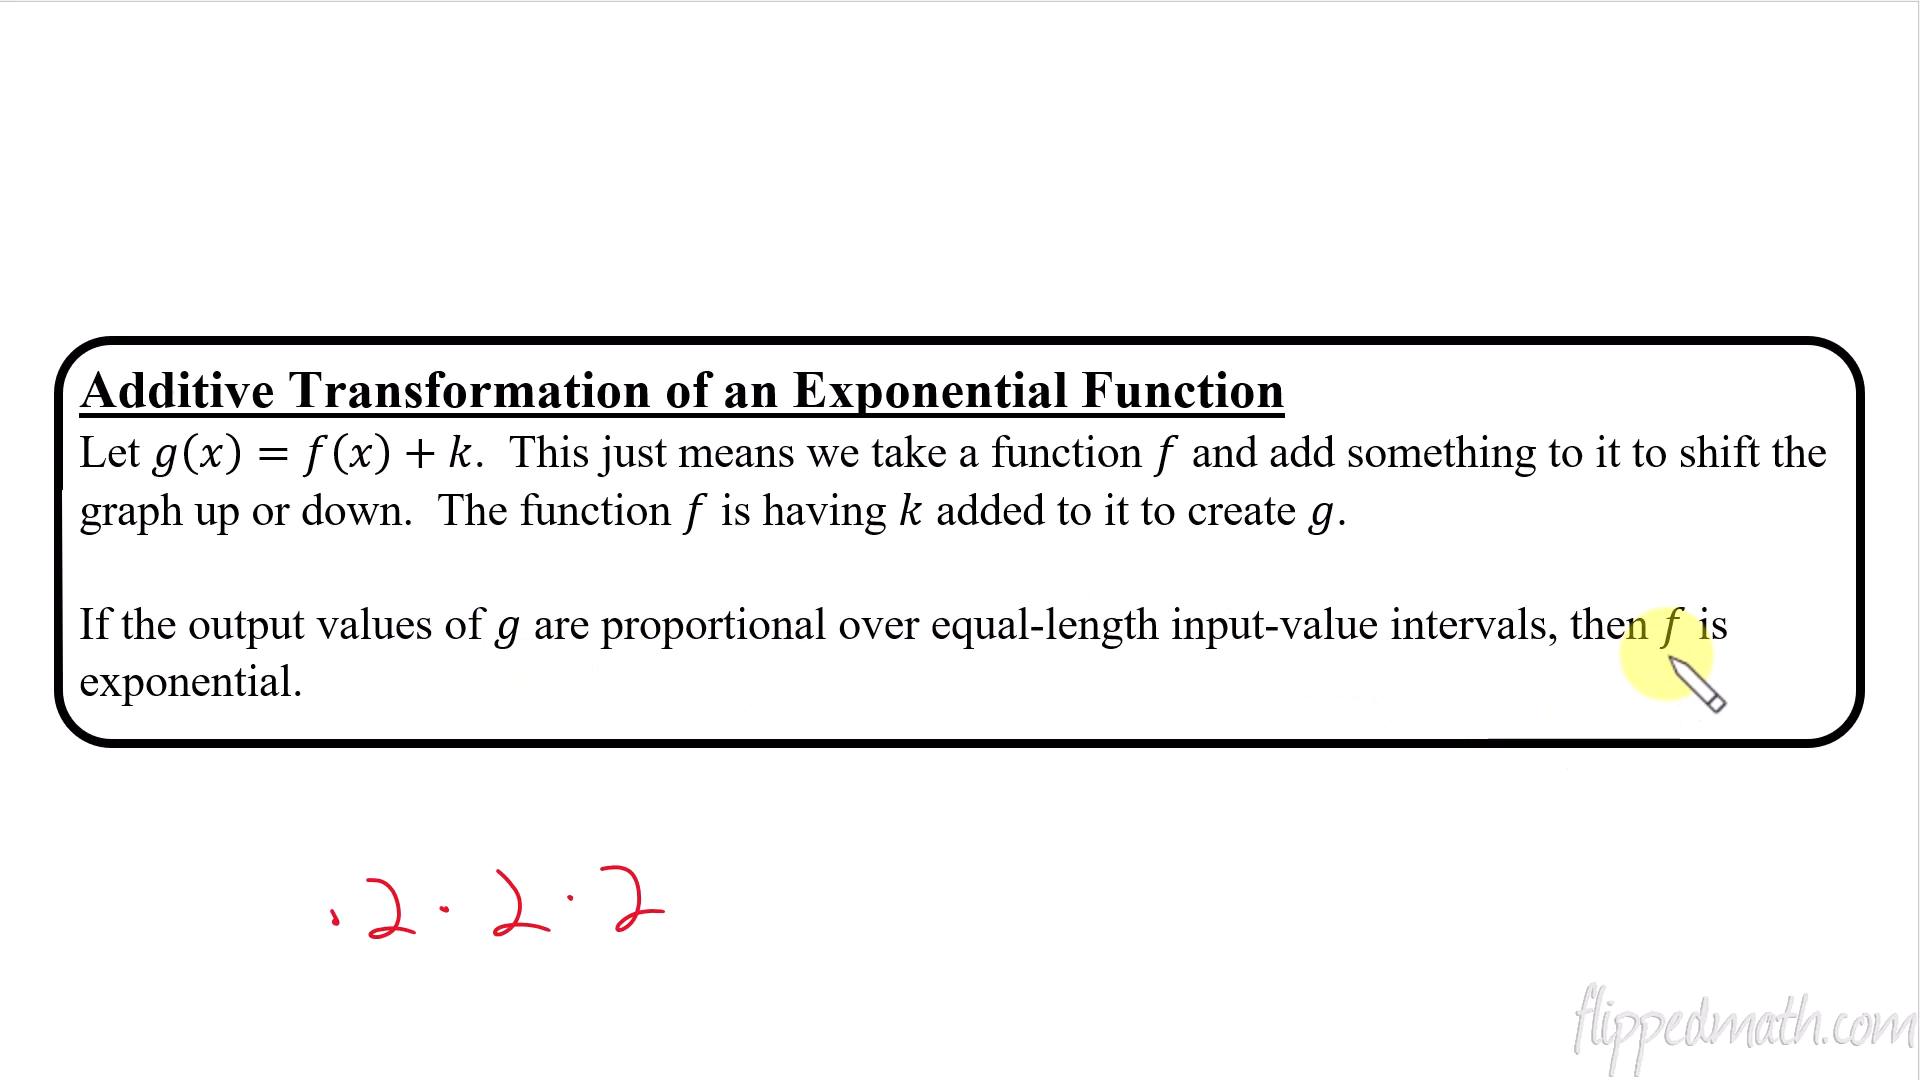 Additive Transformation of an Exponential Function
Let g(x) = f(x) + k. This just means we take a function f and add something to it to shift the
graph up or down. The function f is having k added to it to create g.
If the output values of g are proportional over equal-length input-value intervals, then f is
exponential.
· 2 · 2 · 2
flippedmath.com